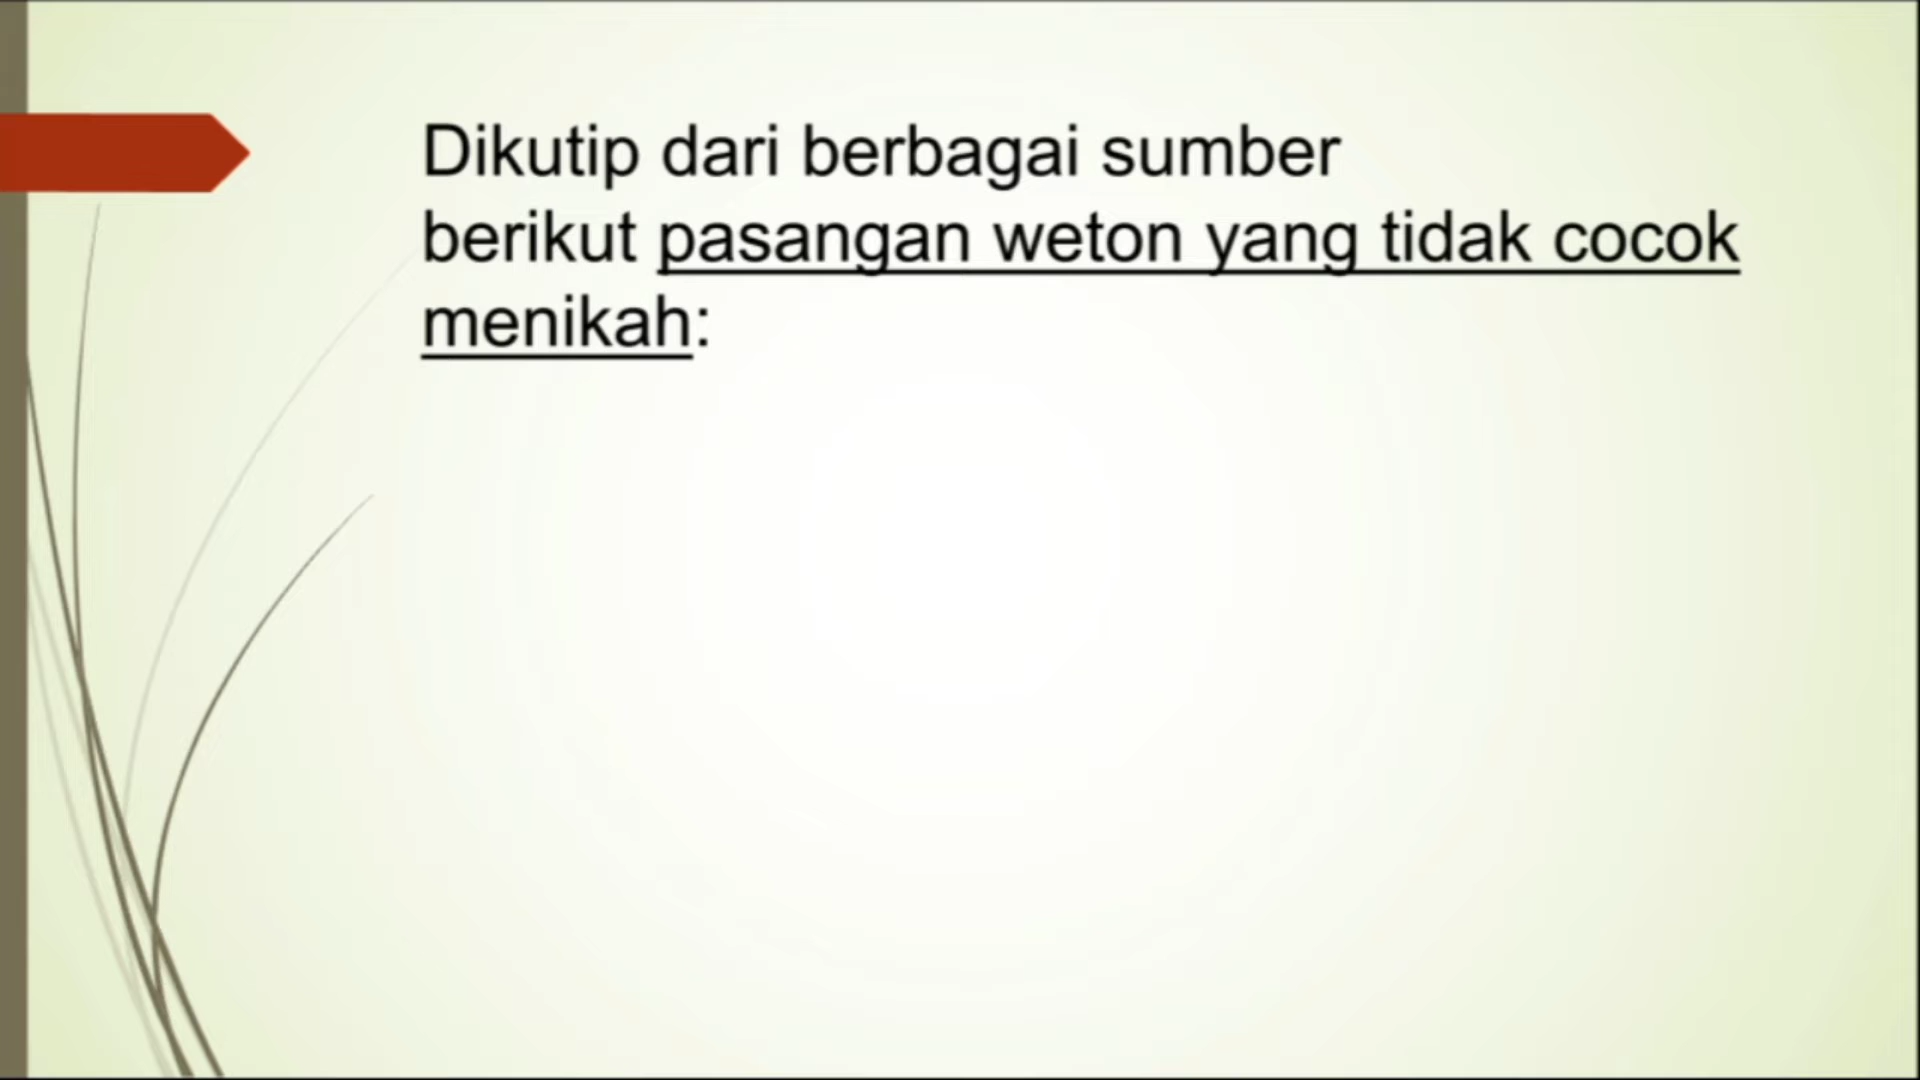 Dikutip dari berbagai sumber
berikut pasangan weton yang tidak cocok
menikah: